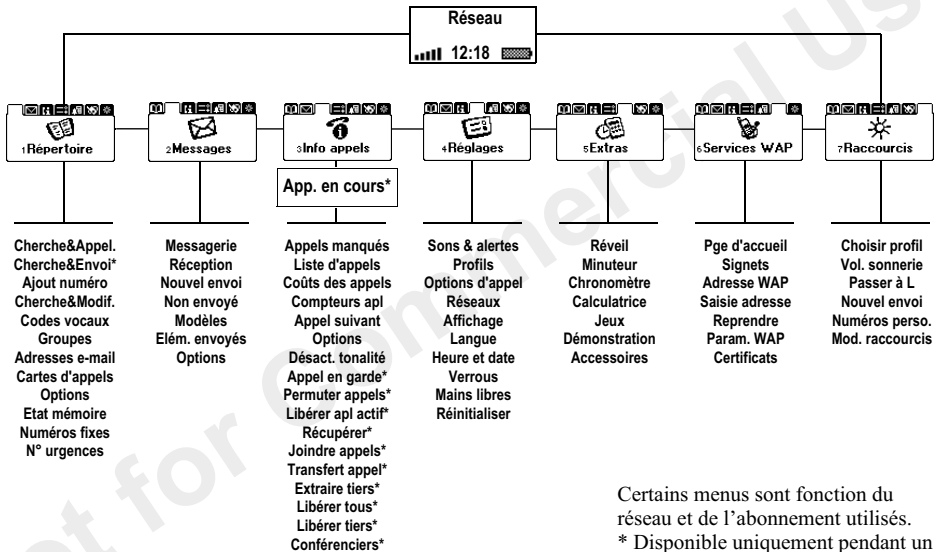 Réseau
12:18
1Répertoire
2Messages
3Info appels
4Réglages
5Extras
6Services WAP
7Raccourcis
App. en cours*
Cherche&Appel.
Cherche&Envoi*
Ajout numéro
Cherche&Modif.
Codes vocaux
Groupes
Adresses e-mail
Cartes d'appels
Options
Etat mémoire
Numéros fixes
N° urgences
Messagerie
Réception
Nouvel envoi
Non envoyé
Modèles
Elém. envoyés
Options
Appels manqués
Liste d'appels
Coûts des appels
Compteurs apl
Appel suivant
Options
Désact. tonalité
Appel en garde*
Permuter appels*
Libérer apl actif*
Récupérer*
Joindre appels*
Transfert appel*
Extraire tiers*
Libérer tous*
Libérer tiers*
Conférenciers*
Sons & alertes
Profils
Options d'appel
Réseaux
Affichage
Langue
Heure et date
Verrous
Mains libres
Réinitialiser
Réveil
Minuteur
Chronomètre
Calculatrice
Jeux
Démonstration
Accessoires
Pge d'accueil
Signets
Adresse WAP
Saisie adresse
Reprendre
Param. WAP
Certificats
Choisir profil
Vol. sonnerie
Passer à L
Nouvel envoi
Numéros perso.
Mod. raccourcis
Certains menus sont fonction du
réseau et de l'abonnement utilisés.
* Disponible uniquement pendant un
ot for Commercial Us